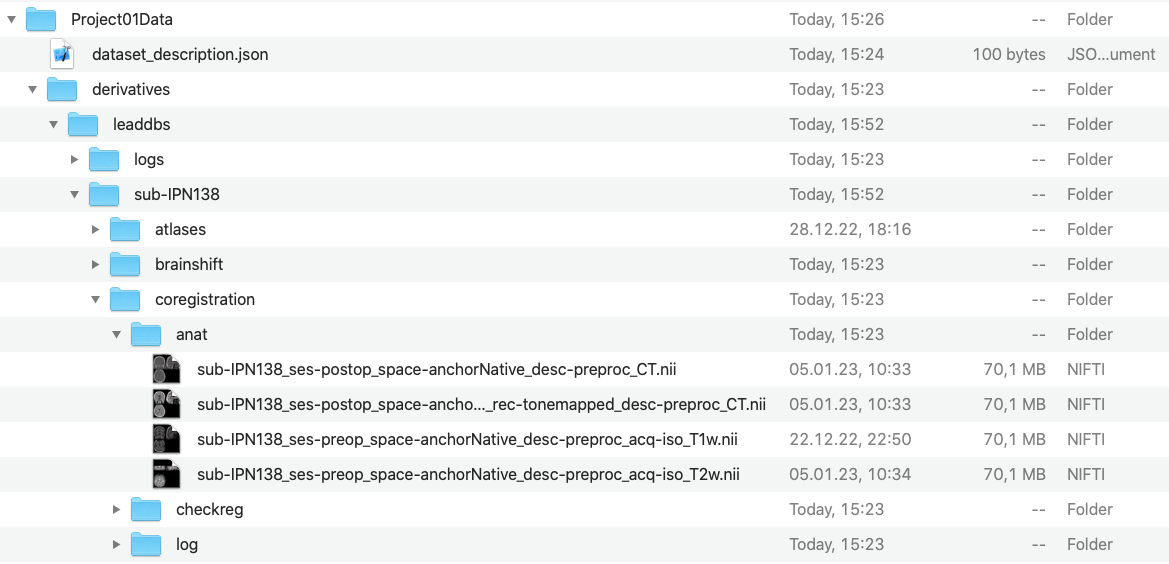 Project01Data Today, 15:26 -- Folder
dataset_description.json Today, 15:24 100 bytes JSO...ument
derivatives Today, 15:23 -- Folder
leaddbs Today, 15:52 -- Folder
logs Today, 15:23 -- Folder
sub-IPN138 Today, 15:52 -- Folder
atlases 28.12.22, 18:16 -- Folder
brainshift Today, 15:23 -- Folder
coregistration Today, 15:23 -- Folder
anat Today, 15:23 -- Folder
sub-IPN138_ses-postop_space-anchorNative_desc-preproc_CT.nii 05.01.23, 10:33 70,1 MB NIFTI
sub-IPN138_ses-postop_space-ancho..._rec-tonemapped_desc-preproc_CT.nii 05.01.23, 10:33 70,1 MB NIFTI
sub-IPN138_ses-preop_space-anchorNative_desc-preproc_acq-iso_T1w.nii 22.12.22, 22:50 70,1 MB NIFTI
sub-IPN138_ses-preop_space-anchorNative_desc-preproc_acq-iso_T2w.nii 05.01.23, 10:34 70,1 MB NIFTI
checkreg Today, 15:23 -- Folder
log Today, 15:23 -- Folder